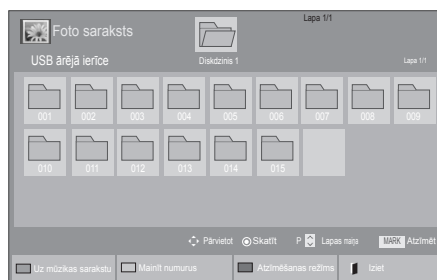 Lapa 1/1
Foto saraksts
USB ārējā ierīce
Diskdzinis 1
Lapa 1/1
001 002 003 004 005 006 007 008 009
010 011 012 013 014 015
Pārvietot Skatīt P Lapas maiņa MARK Atzīmēt
Uz mūzikas sarakstu Mainīt numurus Atzīmēšanas režīms Iziet